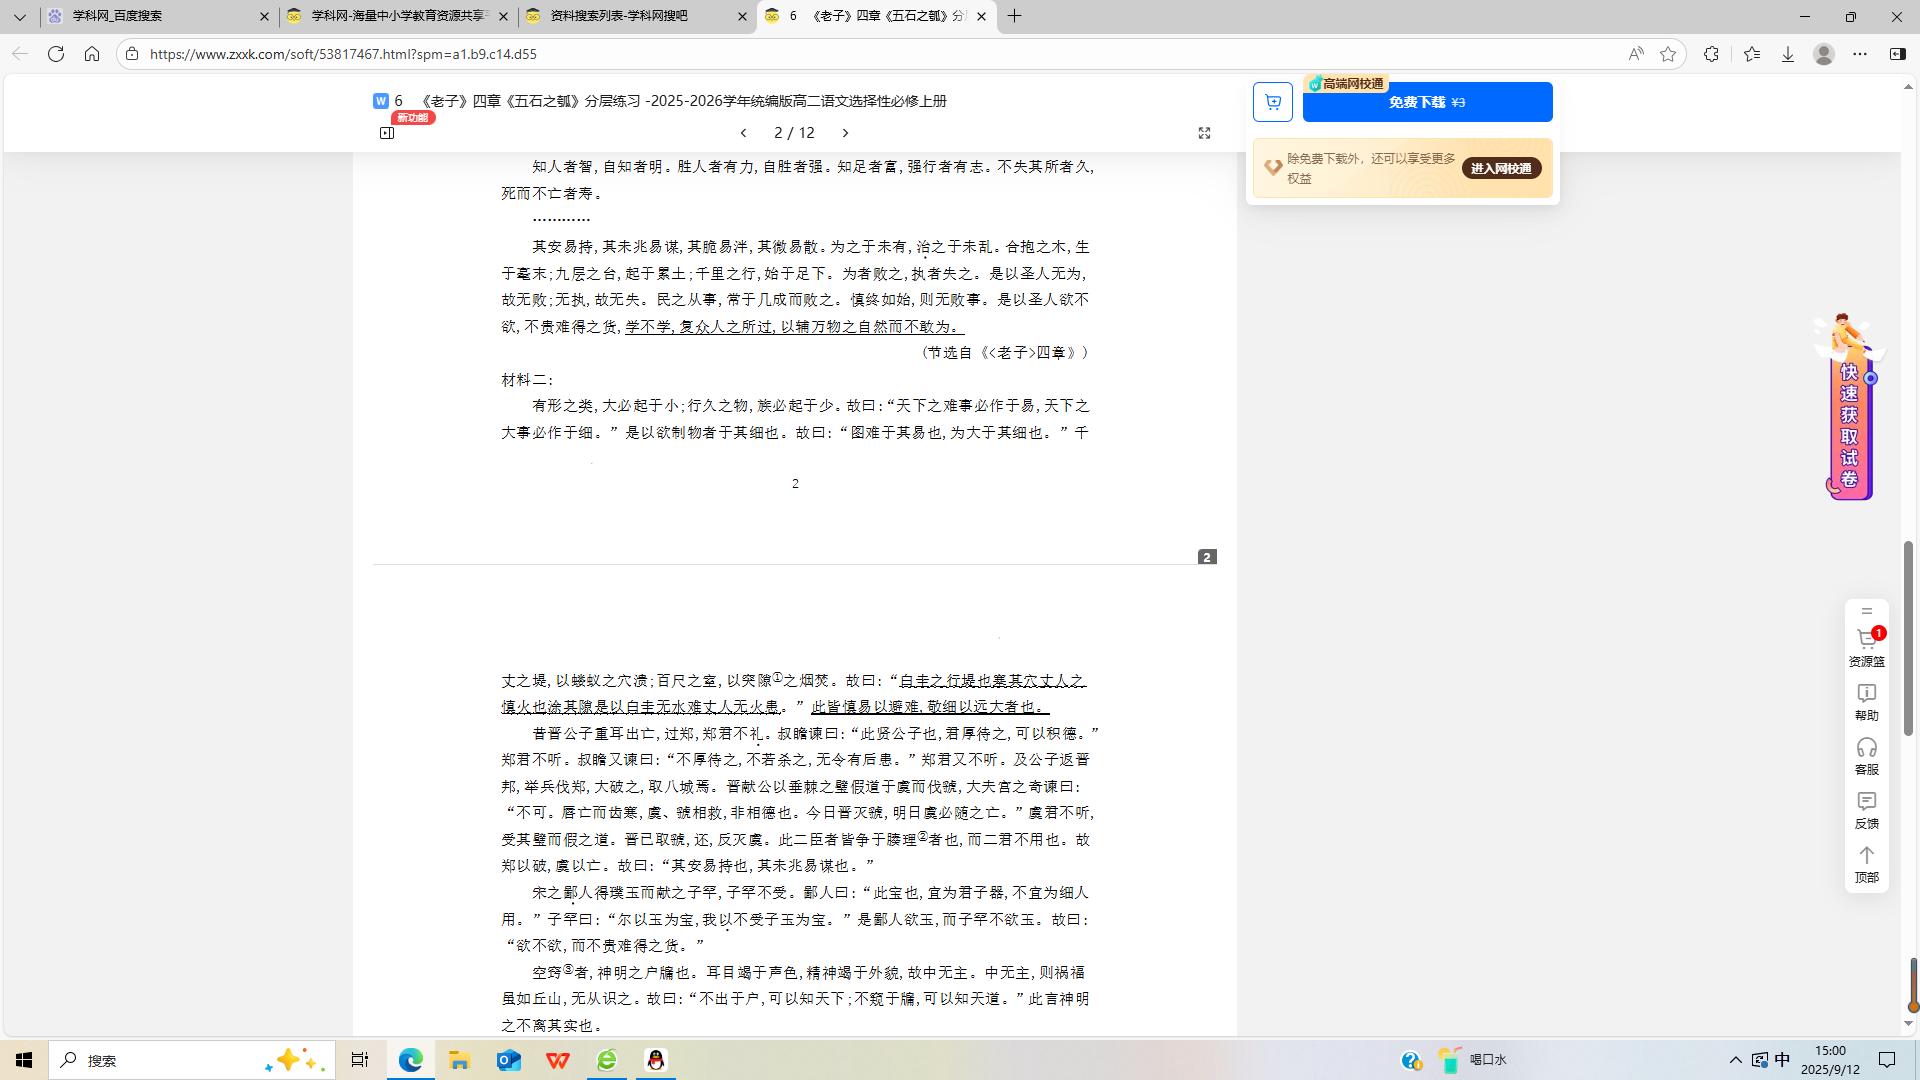 学科网_百度搜索
学科网-海量中小学教育资源共享
资料搜索列表-学科网搜吧
6 《老子》四章《五石之瓠》分
https://www.zxxk.com/soft/53817467.html?spm=a1.b9.c14.d55
6 《老子》四章《五石之瓠》分层练习 -2025-2026学年统编版高二语文选择性必修上册
新功能
2 / 12
高端网校通
免费下载 ¥3
除免费下载外，还可以享受更多
权益
进入网校通
知人者智,自知者明。胜人者有力,自胜者强。知足者富,强行者有志。不失其所者久,
死而不亡者寿。
…………
其安易持,其未兆易谋,其脆易泮,其微易散。为之于未有,治之于未乱。合抱之木,生
于毫末;九层之台,起于累土;千里之行,始于足下。为者败之,执者失之。是以圣人无为,
故无败;无执,故无失。民之从事,常于几成而败之。慎终如始,则无败事。是以圣人欲不
欲,不贵难得之货,学不学,复众人之所过,以辅万物之自然而不敢为。
(节选自《<老子>四章》)
材料二:
有形之类,大必起于小;行久之物,族必起于少。故曰:“天下之难事必作于易,天下之
大事必作于细。”是以欲制物者于其细也。故曰:“图难于其易也,为大于其细也。”千
2
2
丈之堤,以蝼蚁之穴溃;百尺之室,以突隙①之烟焚。故曰:“白圭之行堤也塞其穴丈人之
慎火也涂其隙是以白圭无水难丈人无火患。”此皆慎易以避难,敬细以远大者也。
昔晋公子重耳出亡,过郑,郑君不礼。叔瞻谏曰:“此贤公子也,君厚待之,可以积德。”
郑君不听。叔瞻又谏曰:“不厚待之,不若杀之,无令有后患。”郑君又不听。及公子返晋
邦,举兵伐郑,大破之,取八城焉。晋献公以垂棘之璧假道于虞而伐虢,大夫宫之奇谏曰:
“不可。唇亡而齿寒,虞、虢相救,非相德也。今日晋灭虢,明日虞必随之亡。”虞君不听,
受其璧而假之道。晋已取虢,还,反灭虞。此二臣者皆争于腠理②者也,而二君不用也。故
郑以破,虞以亡。故曰:“其安易持也,其未兆易谋也。”
宋之鄙人得璞玉而献之子罕,子罕不受。鄙人曰:“此宝也,宜为君子器,不宜为细人
用。”子罕曰:“尔以玉为宝,我以不受子玉为宝。”是鄙人欲玉,而子罕不欲玉。故曰:
“欲不欲,而不贵难得之货。”
空窍③者,神明之户牖也。耳目竭于声色,精神竭于外貌,故中无主。中无主,则祸福
虽如丘山,无从识之。故曰:“不出于户,可以知天下;不窥于牖,可以知天道。”此言神明
之不离其实也。
快速获取试卷
1
资源篮
帮助
客服
反馈
顶部
搜索
喝口水
中
15:00
2025/9/12